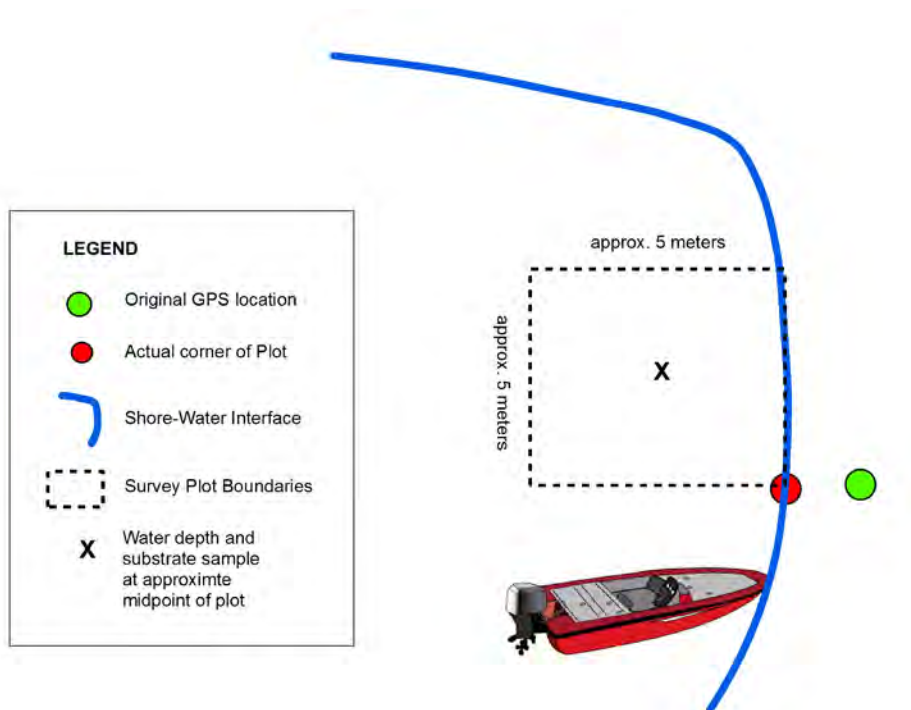 LEGEND
Original GPS location
Actual corner of Plot
Shore-Water Interface
Survey Plot Boundaries
X
Water depth and
substrate sample
at approximte
midpoint of plot
approx. 5 meters
approx. 5 meters
X